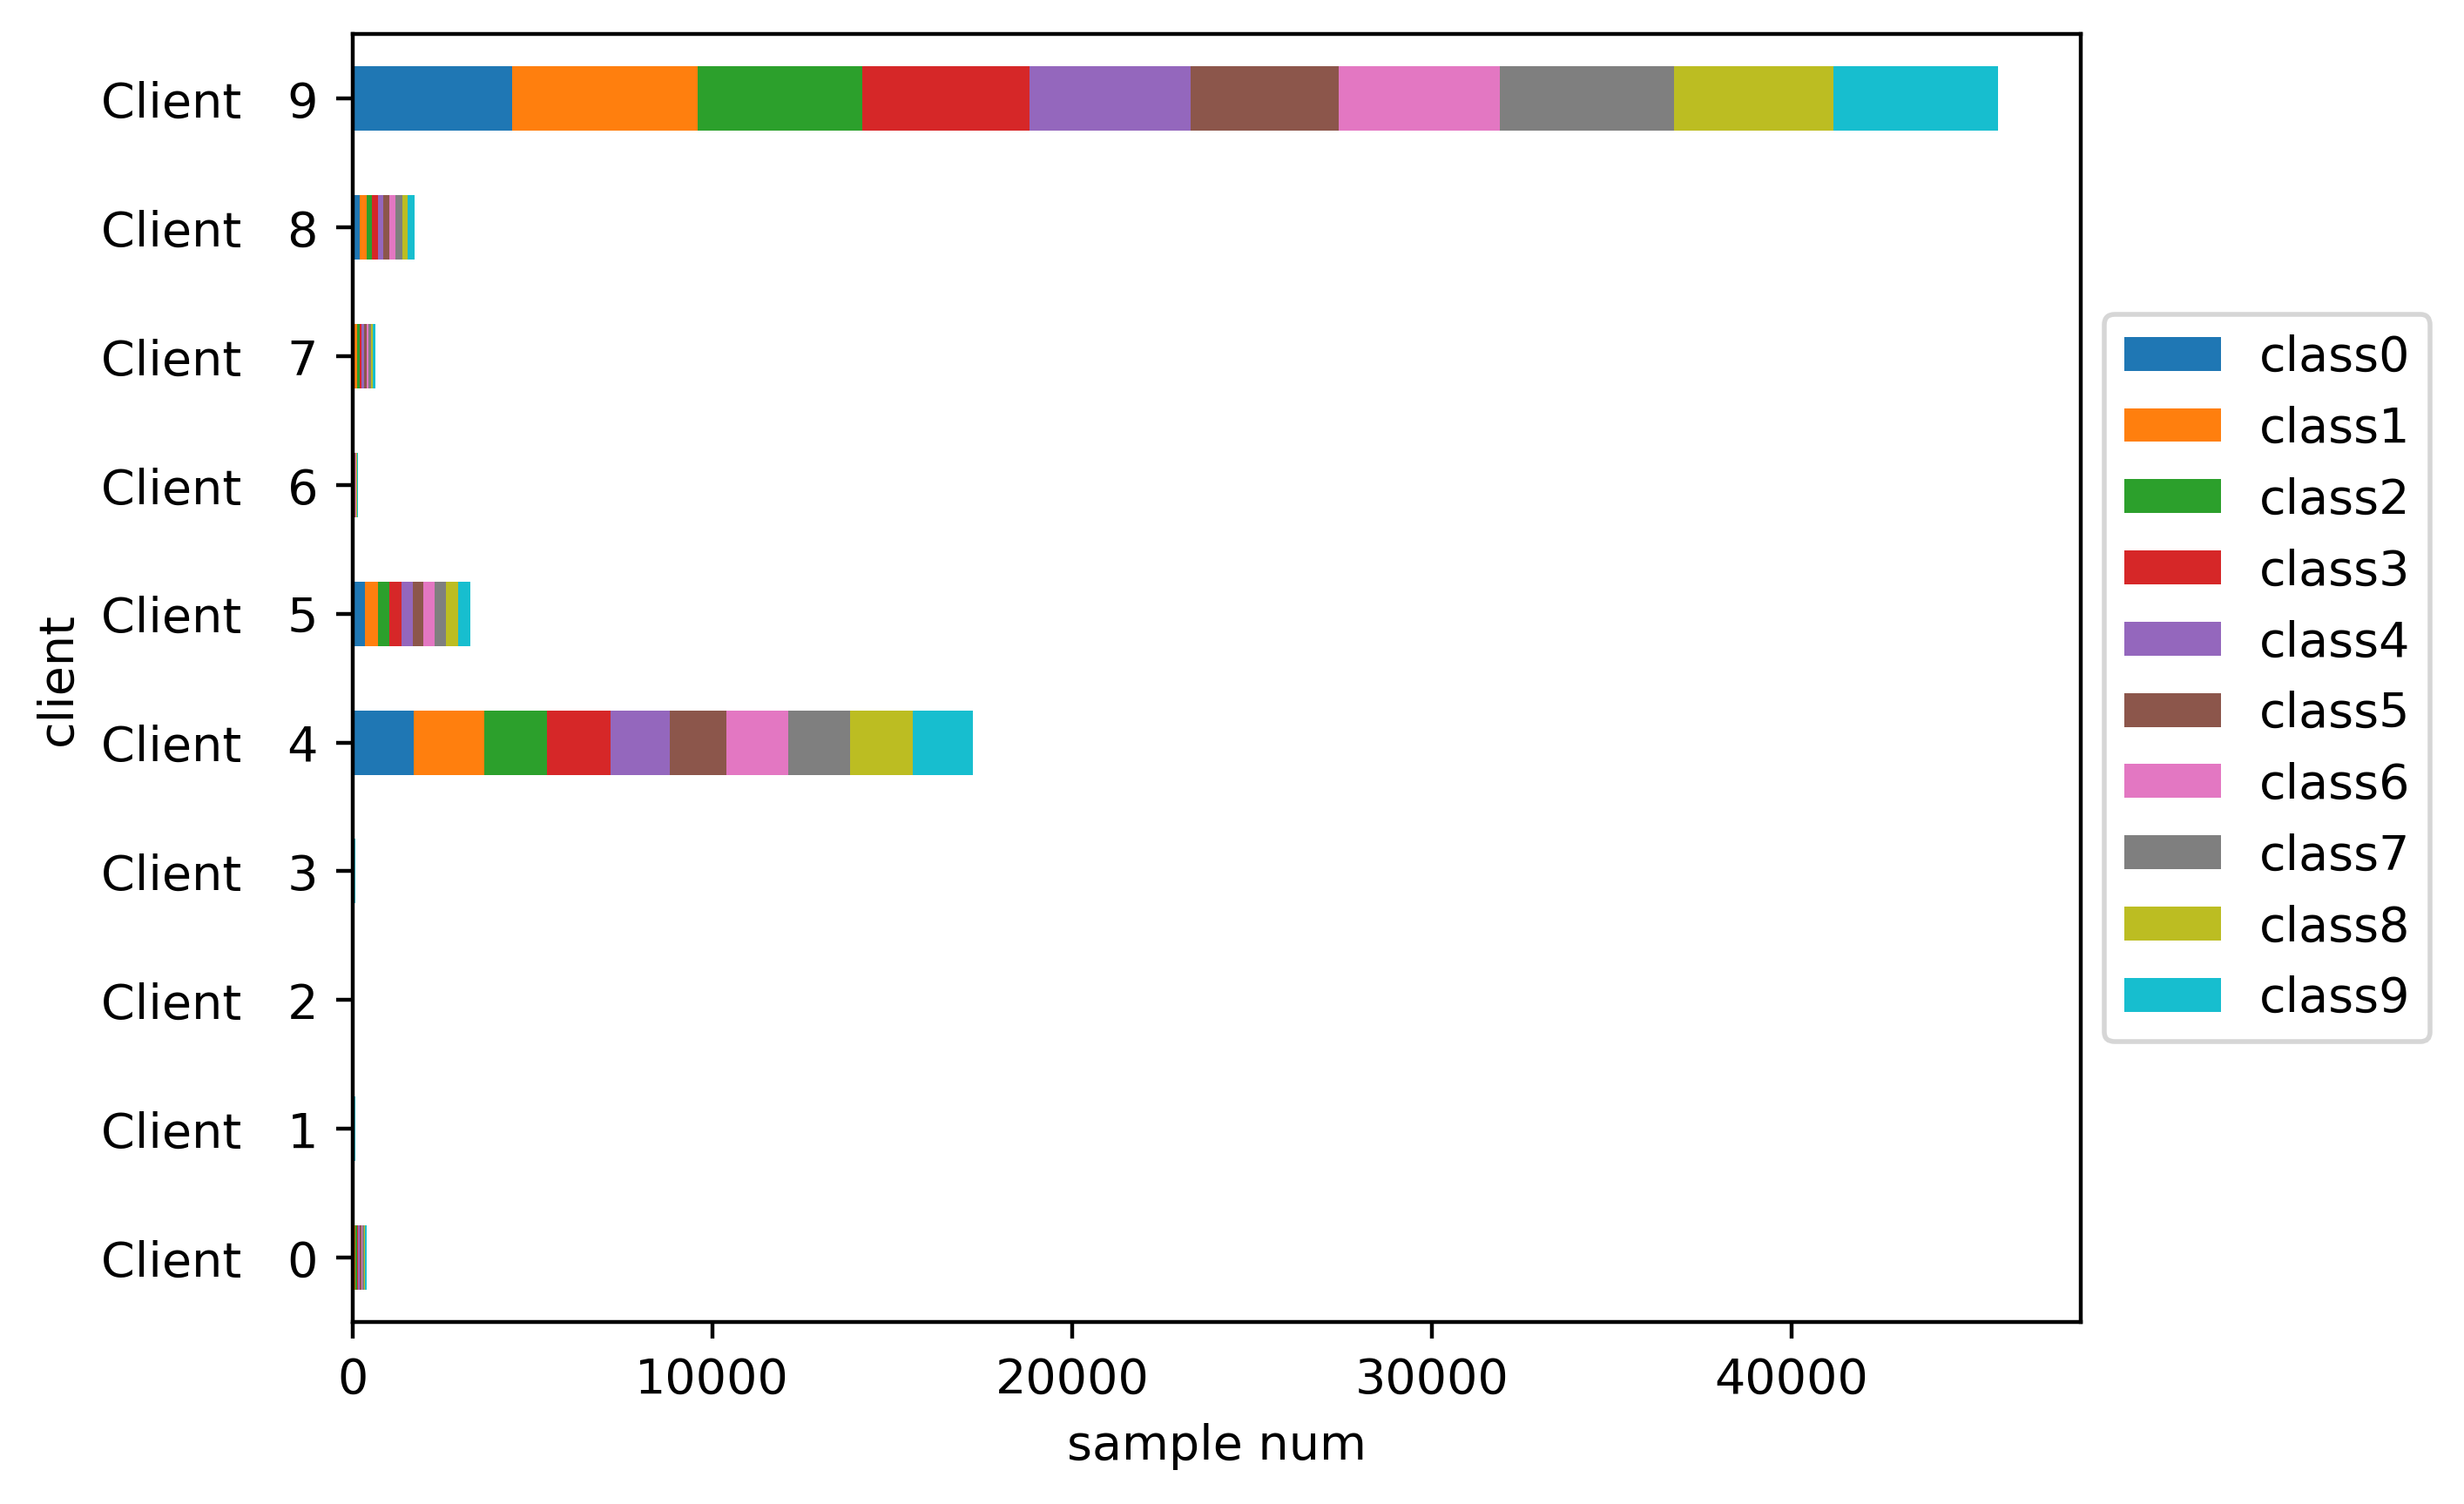 Client 9
Client 8
Client 7
Client 6
Client 5
Client 4
Client 3
Client 2
Client 1
Client 0
client
0 10000 20000 30000 40000
sample num
class0
class1
class2
class3
class4
class5
class6
class7
class8
class9